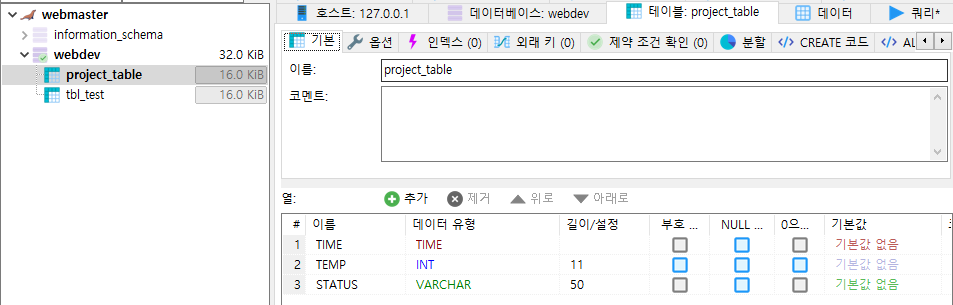 webmaster
information_schema
webdev 32.0 KiB
project_table 16.0 KiB
tbl_test 16.0 KiB
호스트: 127.0.0.1 데이터베이스: webdev 테이블: project_table 데이터 쿼리*
기본 옵션 인덱스 (0) 외래 키 (0) 제약 조건 확인 (0) 분할 CREATE 코드 AL
이름: project_table
코멘트:
열: 추가 제거 위로 아래로
# 이름 데이터 유형 길이/설정 부호 ... NULL ... 0으... 기본값
1 TIME TIME 기본값 없음
2 TEMP INT 11 기본값 없음
3 STATUS VARCHAR 50 기본값 없음